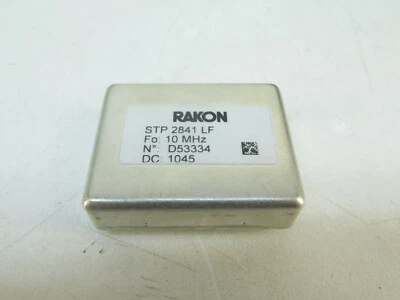 RAKON
STP 2841 LF
Fo: 10 MHz
N°: D53334
DC: 1045